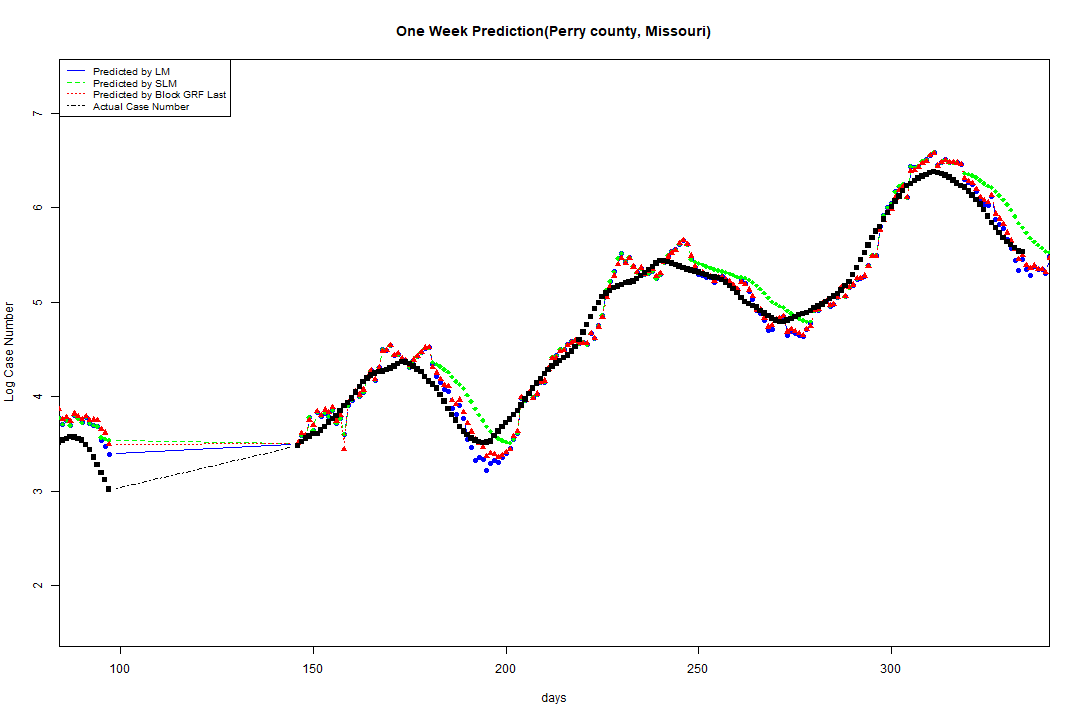 One Week Prediction(Perry county, Missouri)
Predicted by LM
Predicted by SLM
Predicted by Block GRF Last
Actual Case Number
7
6
5
4
3
2
Log Case Number
100 150 200 250 300
days